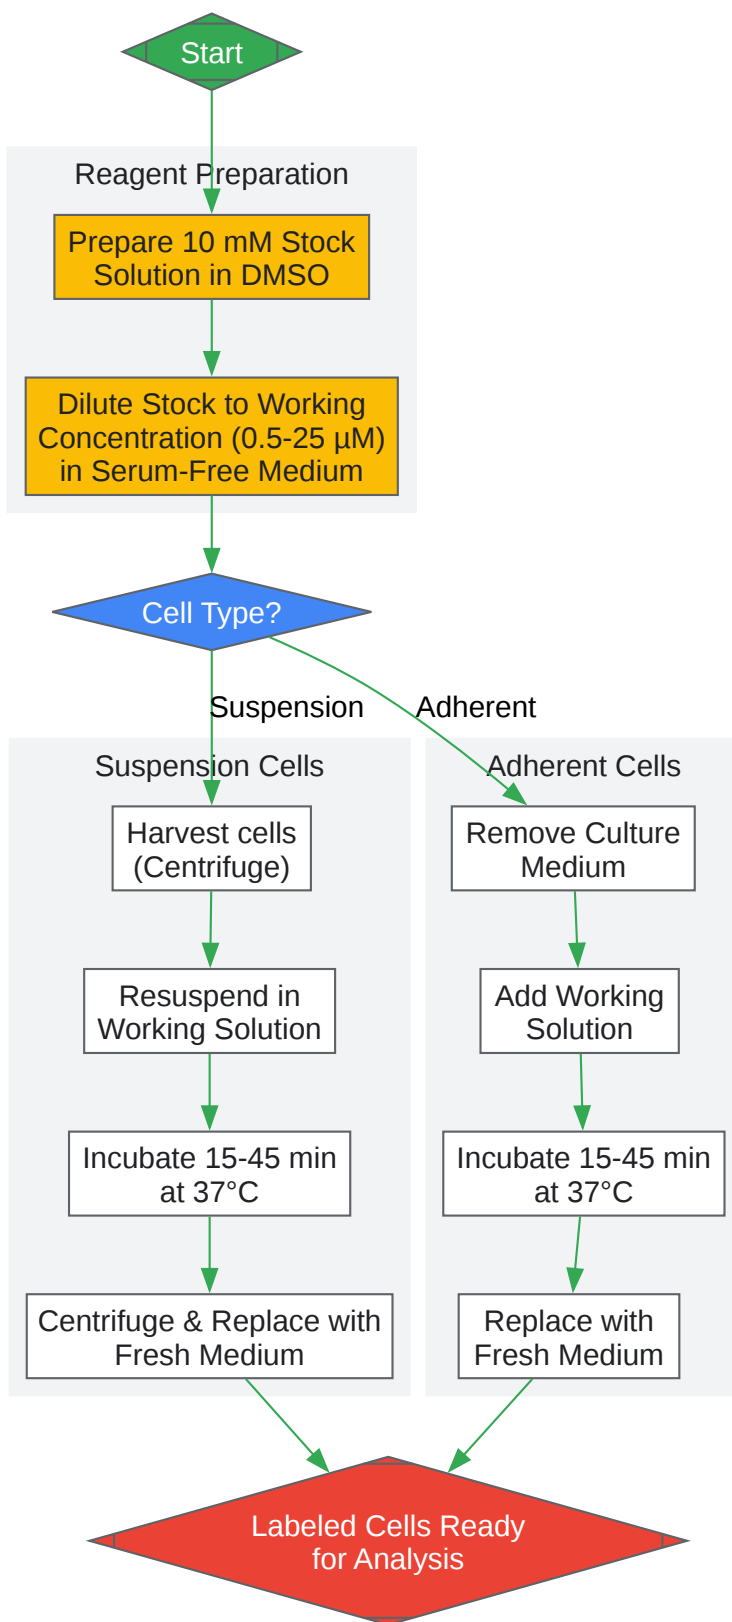 Start
Reagent Preparation
Prepare 10 mM Stock
Solution in DMSO
Dilute Stock to Working
Concentration (0.5-25 µM)
in Serum-Free Medium
Cell Type?
Suspension
Adherent
Suspension Cells
Harvest cells
(Centrifuge)
Resuspend in
Working Solution
Incubate 15-45 min
at 37°C
Centrifuge & Replace with
Fresh Medium
Adherent Cells
Remove Culture
Medium
Add Working
Solution
Incubate 15-45 min
at 37°C
Replace with
Fresh Medium
Labeled Cells Ready
for Analysis